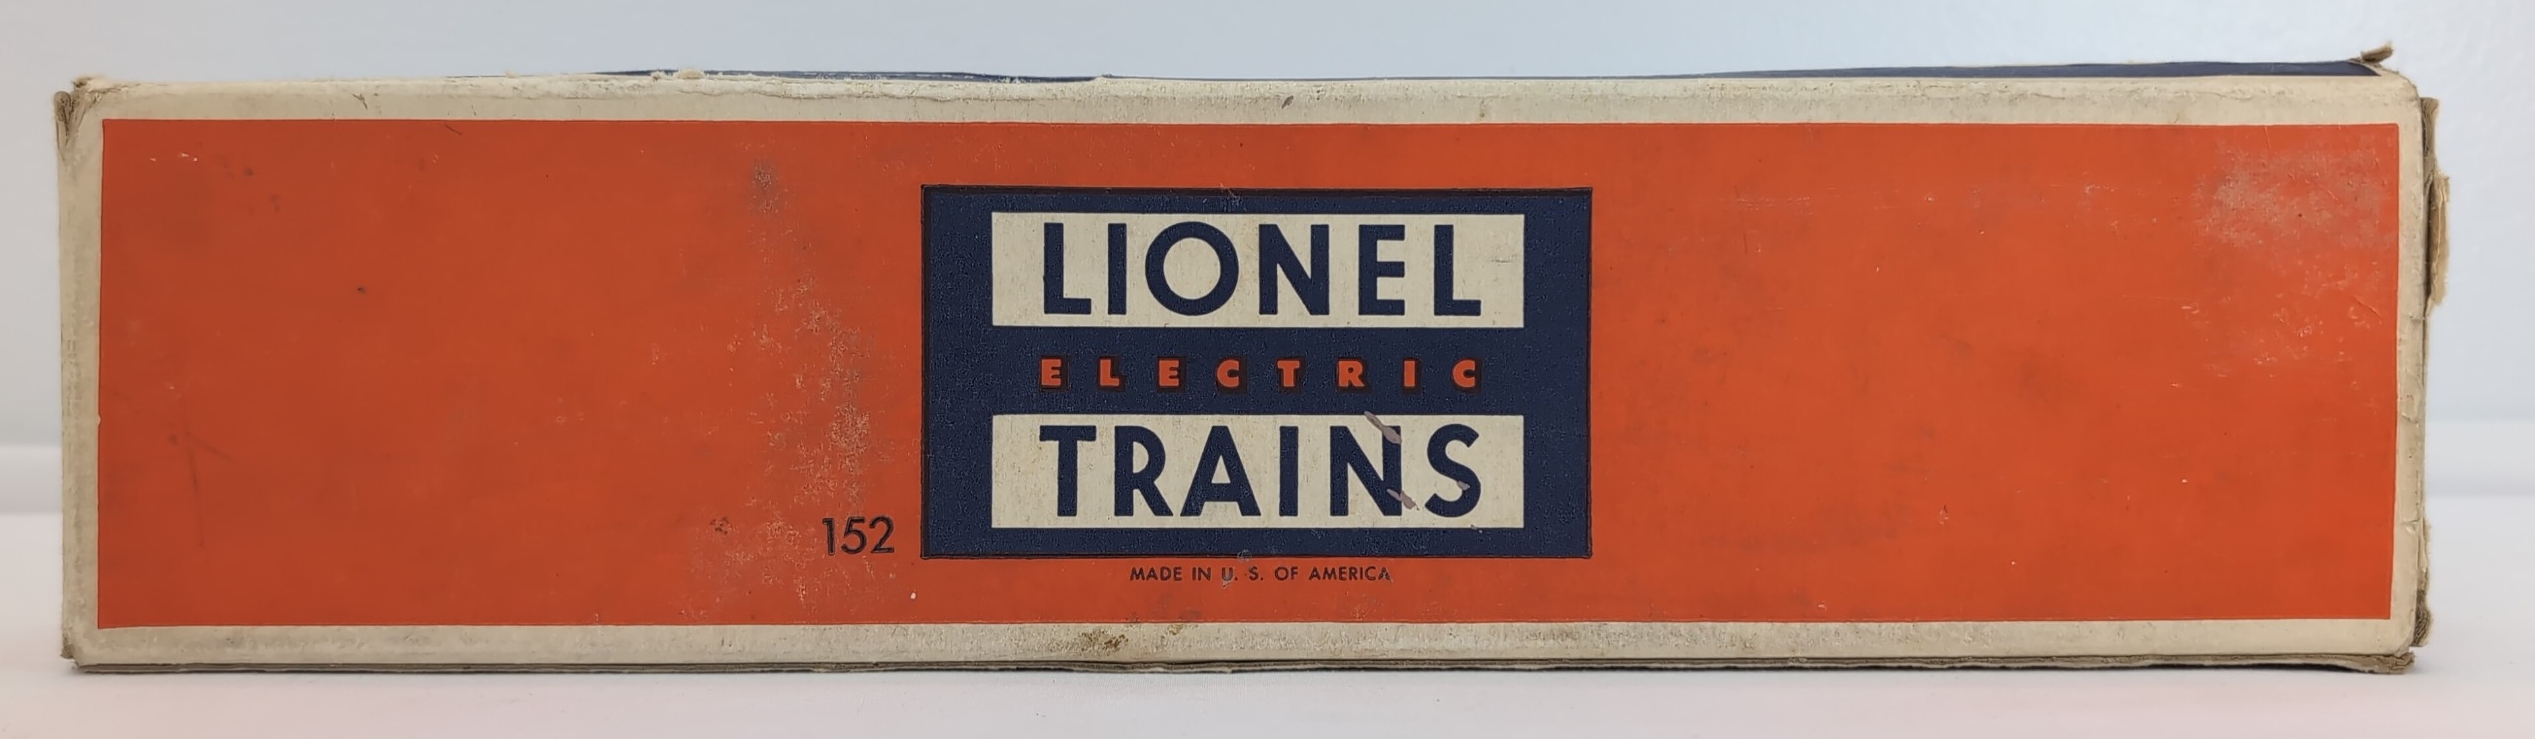 LIONEL
ELECTRIC
TRAINS
152
MADE IN U. S. OF AMERICA